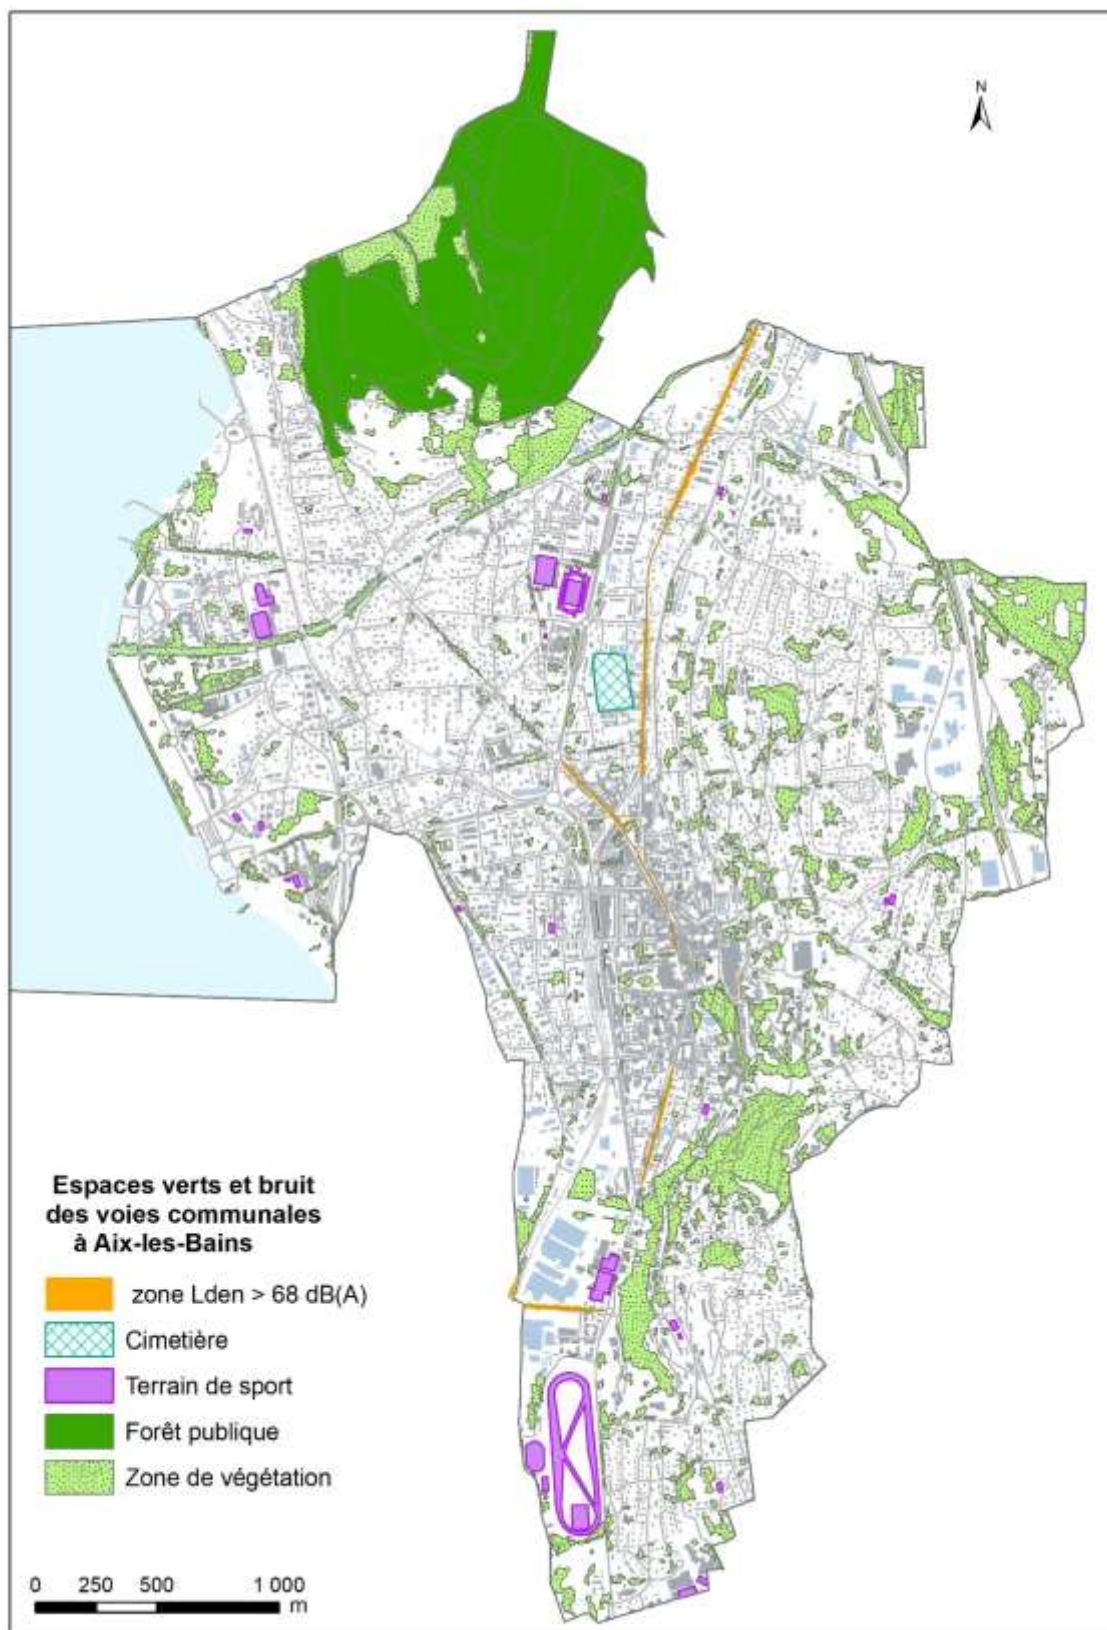 N
Espaces verts et bruit
des voies communales
à Aix-les-Bains
zone Lden > 68 dB(A)
Cimetière
Terrain de sport
Forêt publique
Zone de végétation
0 250 500 1 000
m